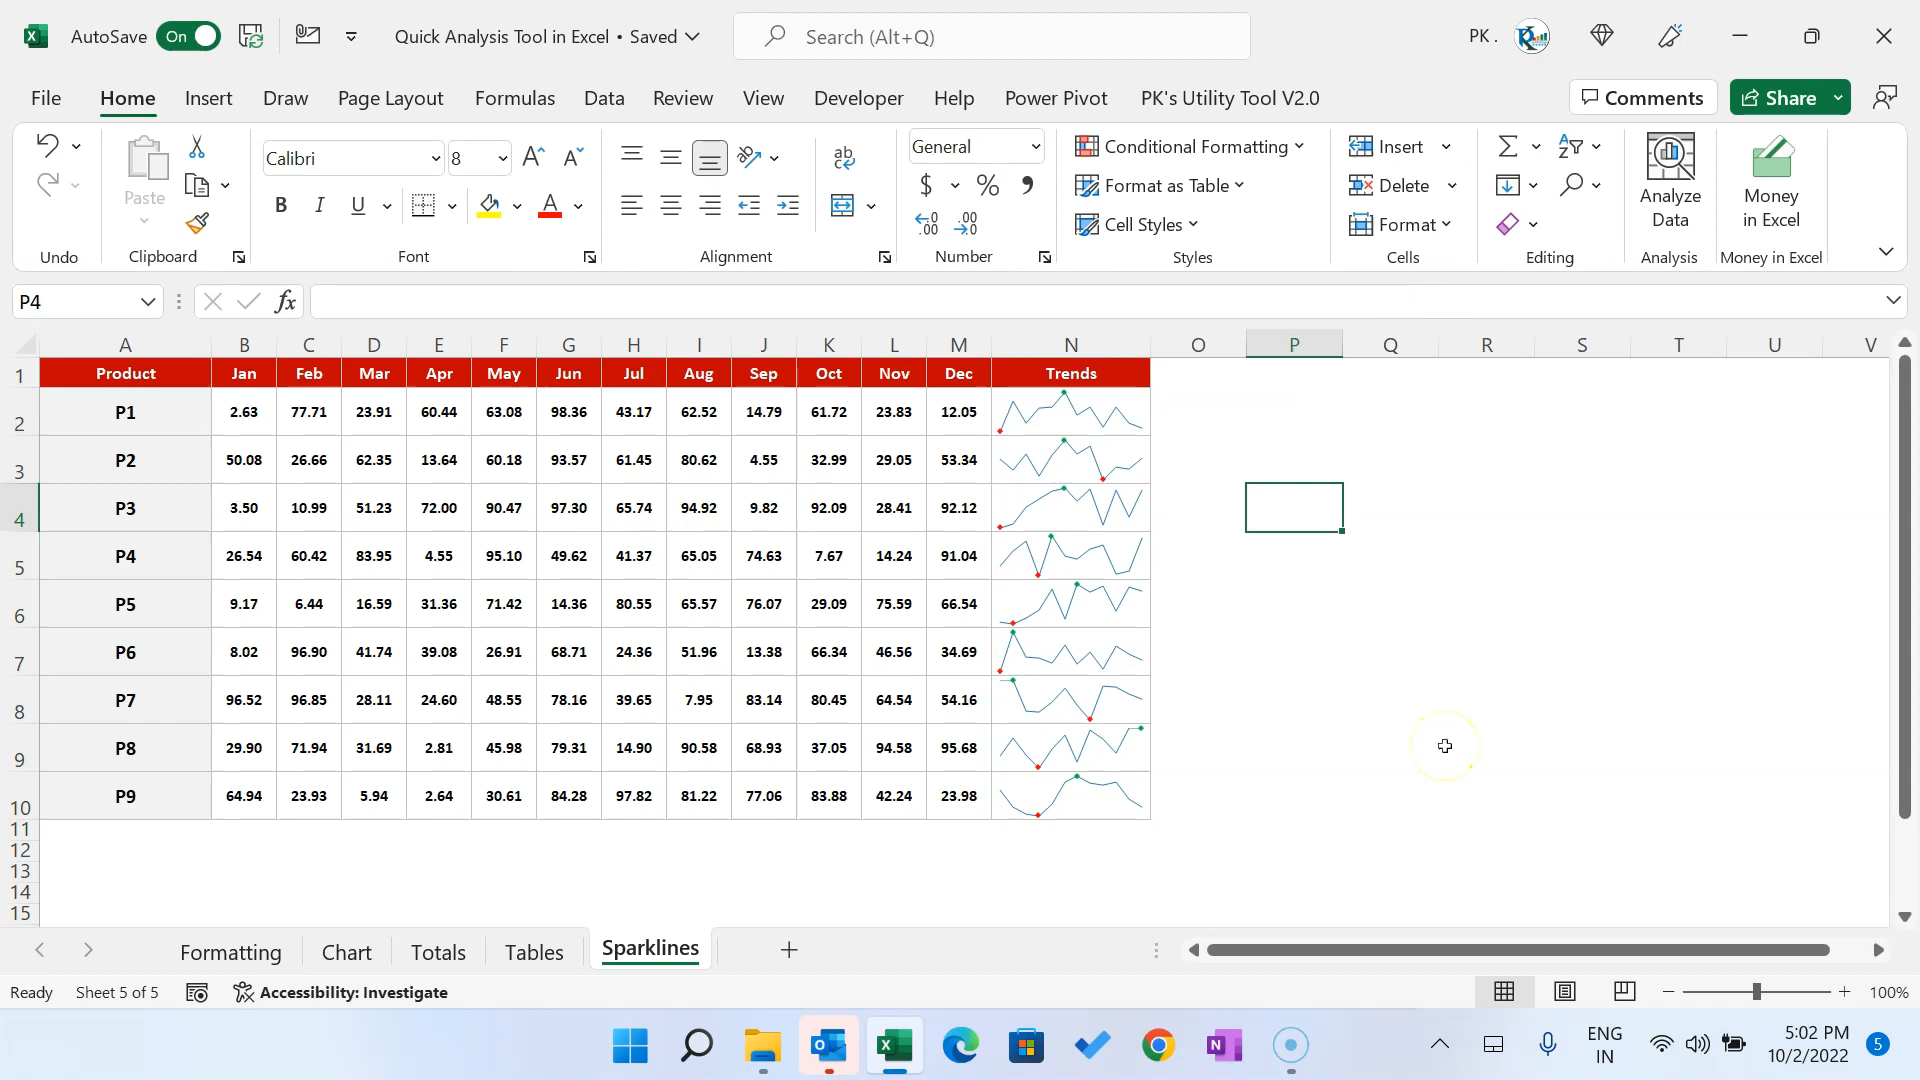 AutoSave On Quick Analysis Tool in Excel • Saved Search (Alt+Q) PK .
File Home Insert Draw Page Layout Formulas Data Review View Developer Help Power Pivot PK's Utility Tool V2.0 Comments Share
Calibri 8 General Conditional Formatting Insert
Paste Format as Table Delete Analyze Data Money in Excel
Cell Styles Format
Undo Clipboard Font Alignment Number Styles Cells Editing Analysis Money in Excel
P4 fx
A B C D E F G H I J K L M N O P Q R S T U V
1 Product Jan Feb Mar Apr May Jun Jul Aug Sep Oct Nov Dec Trends
2 P1 2.63 77.71 23.91 60.44 63.08 98.36 43.17 62.52 14.79 61.72 23.83 12.05
3 P2 50.08 26.66 62.35 13.64 60.18 93.57 61.45 80.62 4.55 32.99 29.05 53.34
4 P3 3.50 10.99 51.23 72.00 90.47 97.30 65.74 94.92 9.82 92.09 28.41 92.12
5 P4 26.54 60.42 83.95 4.55 95.10 49.62 41.37 65.05 74.63 7.67 14.24 91.04
6 P5 9.17 6.44 16.59 31.36 71.42 14.36 80.55 65.57 76.07 29.09 75.59 66.54
7 P6 8.02 96.90 41.74 39.08 26.91 68.71 24.36 51.96 13.38 66.34 46.56 34.69
8 P7 96.52 96.85 28.11 24.60 48.55 78.16 39.65 7.95 83.14 80.45 64.54 54.16
9 P8 29.90 71.94 31.69 2.81 45.98 79.31 14.90 90.58 68.93 37.05 94.58 95.68
10 P9 64.94 23.93 5.94 2.64 30.61 84.28 97.82 81.22 77.06 83.88 42.24 23.98
11
12
13
14
15
Formatting Chart Totals Tables Sparklines
Ready Sheet 5 of 5 Accessibility: Investigate 100%
ENG 5:02 PM
IN 10/2/2022 5